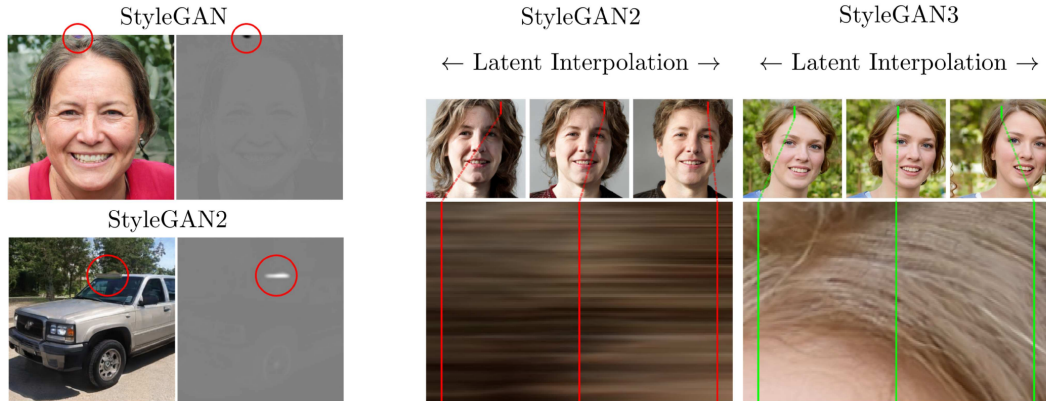 StyleGAN
StyleGAN2
StyleGAN2
← Latent Interpolation →
StyleGAN3
← Latent Interpolation →